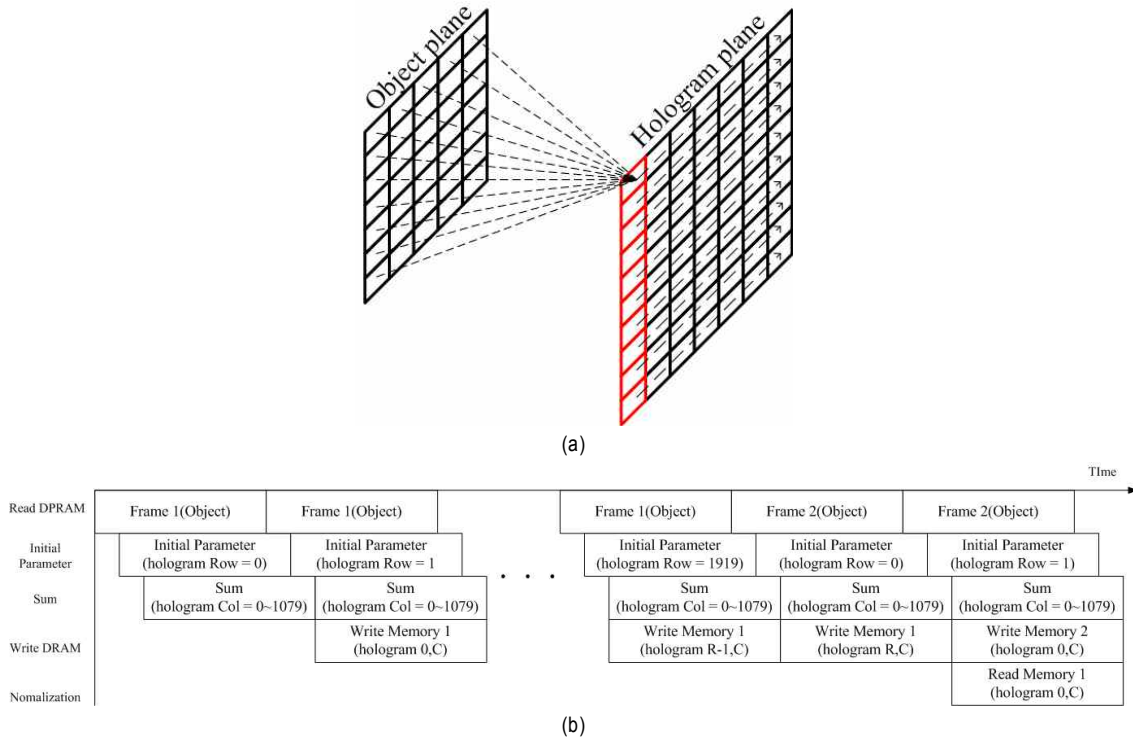 Object plane
Hologram plane
(a)
TIme
Read DPRAM
Frame 1(Object)
Frame 1(Object)
Frame 1(Object)
Frame 2(Object)
Frame 2(Object)
Initial
Parameter
Initial Parameter
(hologram Row = 0)
Initial Parameter
(hologram Row = 1
Initial Parameter
(hologram Row = 1919)
Initial Parameter
(hologram Row = 0)
Initial Parameter
(hologram Row = 1)
. . .
Sum
Sum
(hologram Col = 0~1079)
Sum
(hologram Col = 0~1079)
Sum
(hologram Col = 0~1079)
Sum
(hologram Col = 0~1079)
Sum
(hologram Col = 0~1079)
Write DRAM
Write Memory 1
(hologram 0,C)
Write Memory 1
(hologram R-1,C)
Write Memory 1
(hologram R,C)
Write Memory 2
(hologram 0,C)
Nomalization
Read Memory 1
(hologram 0,C)
(b)